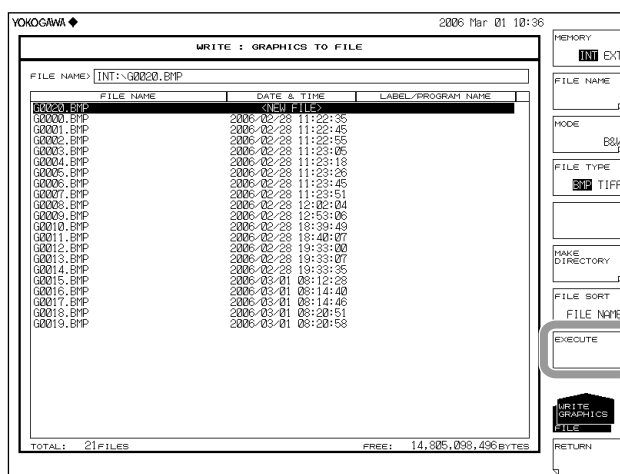 YOKOGAWA ◆ 2006 Mar 01 10:36
WRITE : GRAPHICS TO FILE
FILE NAME> INT:\G0020.BMP
FILE NAME DATE & TIME LABEL/PROGRAM NAME
G0020.BMP <NEW FILE>
G0000.BMP 2006/02/28 11:22:35
G0001.BMP 2006/02/28 11:22:45
G0002.BMP 2006/02/28 11:22:55
G0003.BMP 2006/02/28 11:23:05
G0004.BMP 2006/02/28 11:23:18
G0005.BMP 2006/02/28 11:23:26
G0006.BMP 2006/02/28 11:23:45
G0007.BMP 2006/02/28 11:23:51
G0008.BMP 2006/02/28 12:02:04
G0009.BMP 2006/02/28 12:53:06
G0010.BMP 2006/02/28 18:39:49
G0011.BMP 2006/02/28 18:40:07
G0012.BMP 2006/02/28 19:33:00
G0013.BMP 2006/02/28 19:33:07
G0014.BMP 2006/02/28 19:33:35
G0015.BMP 2006/03/01 08:12:28
G0016.BMP 2006/03/01 08:14:40
G0017.BMP 2006/03/01 08:14:46
G0018.BMP 2006/03/01 08:20:51
G0019.BMP 2006/03/01 08:20:58
TOTAL: 21FILES FREE: 14,805,098,496BYTES
MEMORY
INT EXT
FILE NAME
MODE
B&W
FILE TYPE
BMP TIFF
MAKE
DIRECTORY
FILE SORT
FILE NAME
EXECUTE
WRITE
GRAPHICS
FILE
RETURN